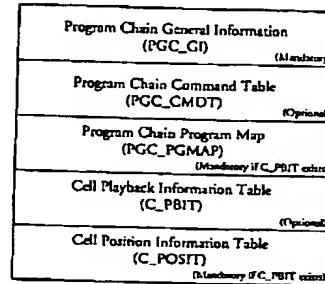 Program Chain General Information
(PGC_GI)
(Mandatory
Program Chain Command Table
(PGC_CMDT)
(Optional
Program Chain Program Map
(PGC_PGMAP)
(Mandatory if C_PBIT exists
Cell Playback Information Table
(C_PBIT)
(Optional)
Cell Position Information Table
(C_POSIT)
(Mandatory if C_PBIT exists)